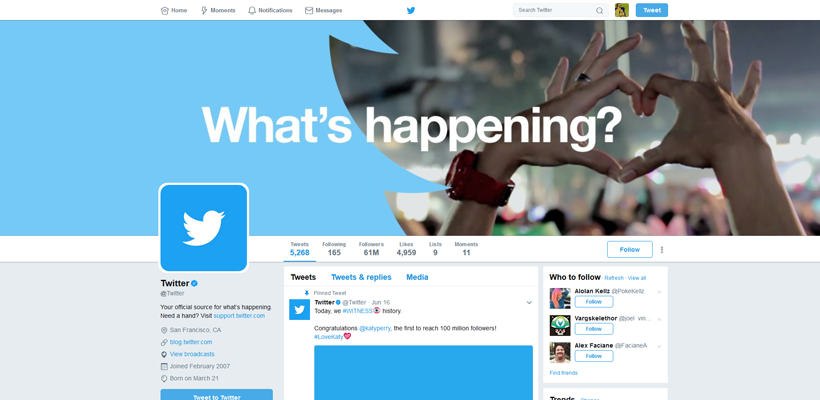 Home
Moments
Notifications
Messages
Search Twitter
Tweet
What's happening?
Tweets
5,268
Following
165
Followers
61M
Likes
4,959
Lists
9
Moments
11
Follow
Twitter
@Twitter
Your official source for what's happening.
Need a hand? Visit support.twitter.com
San Francisco, CA
blog.twitter.com
View broadcasts
Joined February 2007
Born on March 21
Tweet to Twitter
Tweets Tweets & replies Media
Pinned Tweet
Twitter @Twitter · Jun 16
Today, we #WITNESS history.
Congratulations @katyperry, the first to reach 100 million followers!
#LoveKaty
Who to follow · Refresh · View all
Alolan Kellz @PokeKellz
Follow
Vargskelethor @joel_vin...
Follow
Alex Faciane @FacianeA
Follow
Find friends
Trends · Change